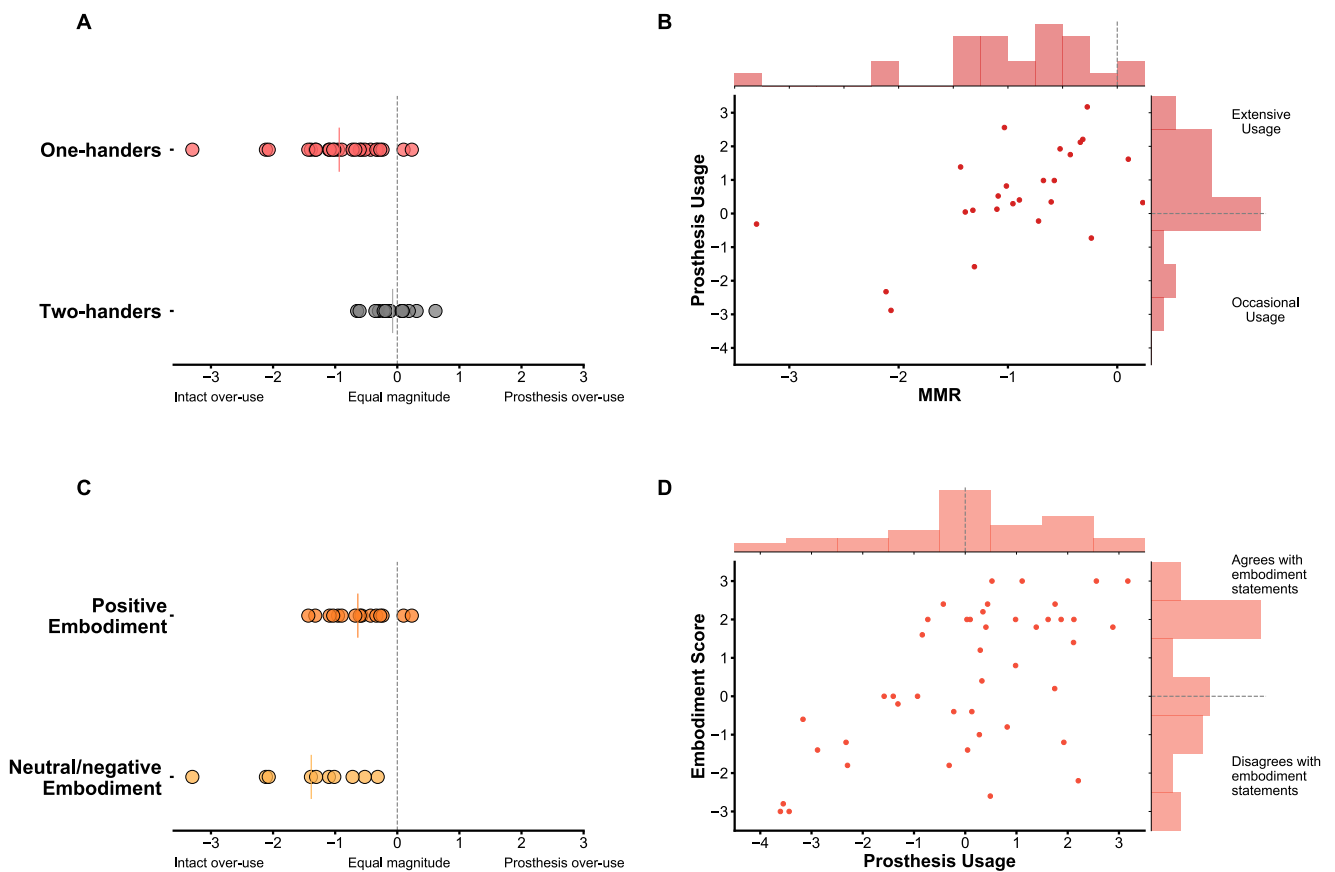 A
One-handers
Two-handers
−3 −2 −1 0 1 2 3
Intact over-use Equal magnitude Prosthesis over-use
B
Prosthesis Usage
3
2
1
0
−1
−2
−3
−4
−3 −2 −1 0
MMR
Extensive
Usage
Occasional
Usage
C
Positive
Embodiment
Neutral/negative
Embodiment
−3 −2 −1 0 1 2 3
Intact over-use Equal magnitude Prosthesis over-use
D
Embodiment Score
3
2
1
0
−1
−2
−3
−4 −3 −2 −1 0 1 2 3
Prosthesis Usage
Agrees with
embodiment
statements
Disagrees with
embodiment
statements